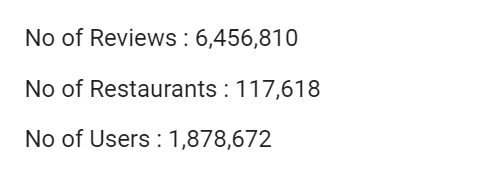 No of Reviews : 6,456,810
No of Restaurants : 117,618
No of Users : 1,878,672